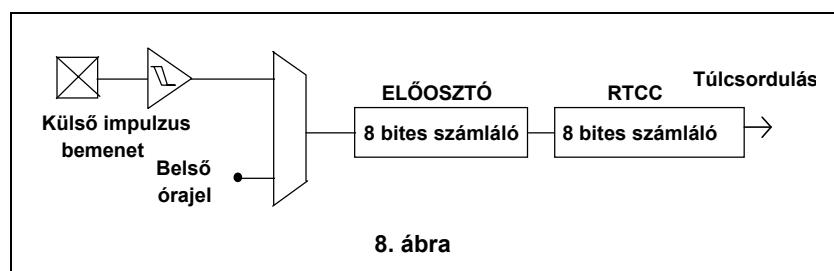 ELŐOSZTÓ
RTCC
Túlcsordulás
Külső impulzus
bemenet
8 bites számláló
8 bites számláló
Belső
órajel
8. ábra